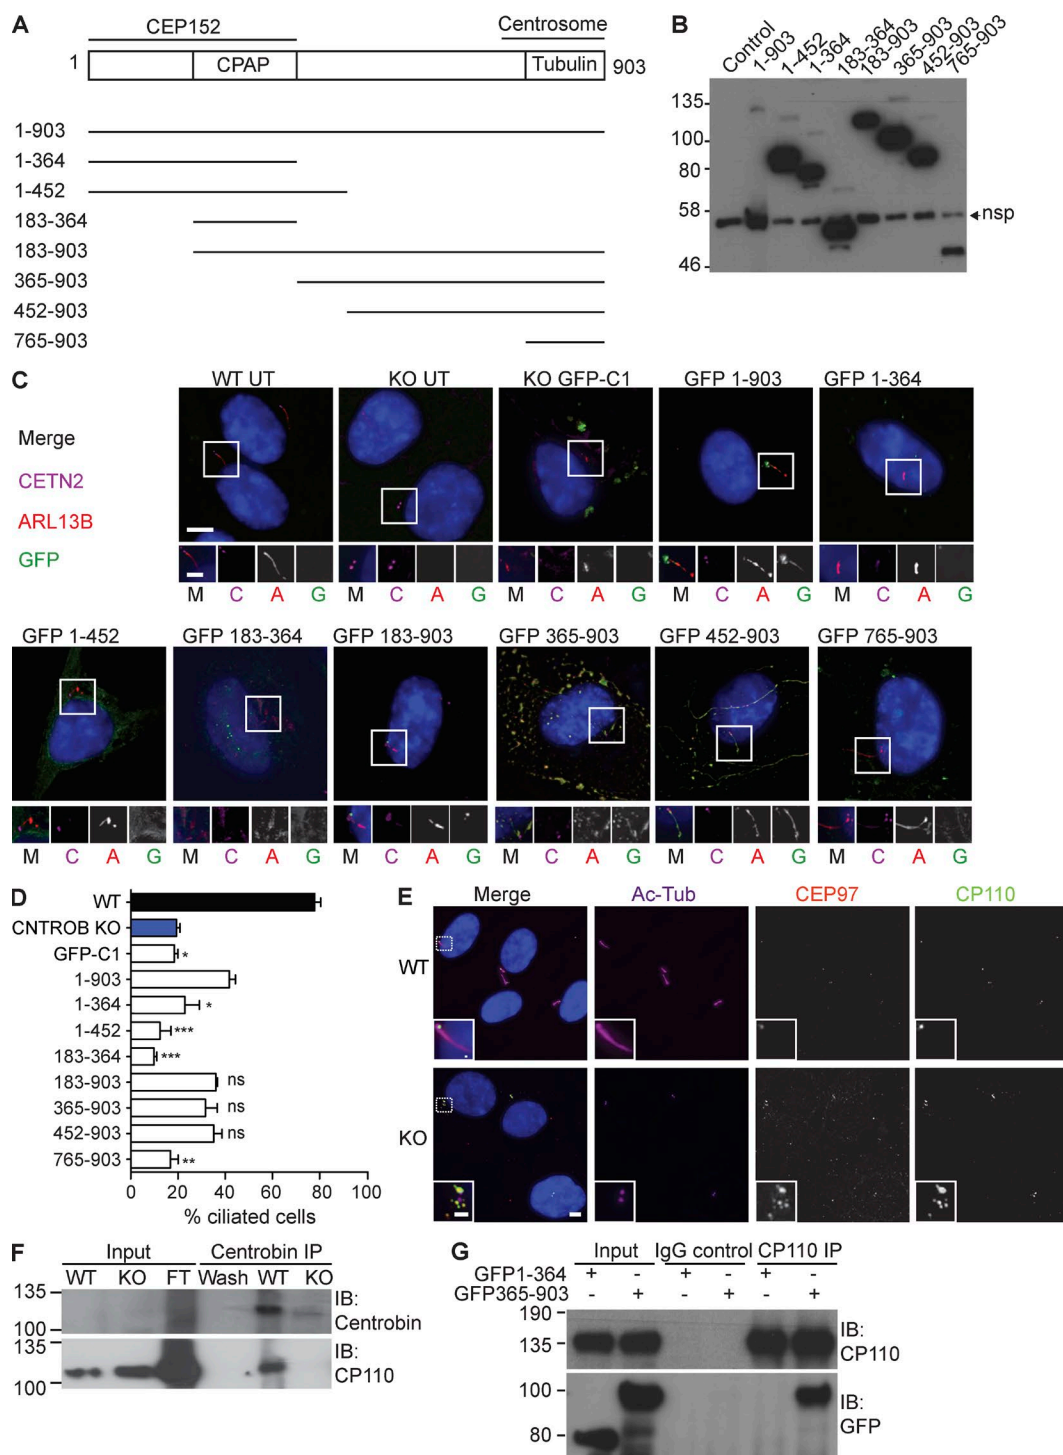 A
CEP152
Centrosome
1
CPAP
Tubulin
903
1-903
1-364
1-452
183-364
183-903
365-903
452-903
765-903
B
Control
1-903
1-452
1-364
183-364
183-903
365-903
452-903
765-903
135
100
80
58
46
nsp
C
WT UT
KO UT
KO GFP-C1
GFP 1-903
GFP 1-364
Merge
CETN2
ARL13B
GFP
M C A G M C A G M C A G M C A G M C A G
GFP 1-452
GFP 183-364
GFP 183-903
GFP 365-903
GFP 452-903
GFP 765-903
M C A G M C A G M C A G M C A G M C A G M C A G
D
WT
CNTROB KO
GFP-C1 *
1-903
1-364 *
1-452 ***
183-364 ***
183-903 ns
365-903 ns
452-903 ns
765-903 **
0 20 40 60 80 100
% ciliated cells
E
Merge
Ac-Tub
CEP97
CP110
WT
KO
F
Input
Centrobin IP
WT KO FT Wash WT KO
135
100
IB:
Centrobin
135
100
IB:
CP110
G
Input
IgG control
CP110 IP
GFP1-364 + - + - + -
GFP365-903 - + - + - +
190
135
IB:
CP110
100
80
IB:
GFP